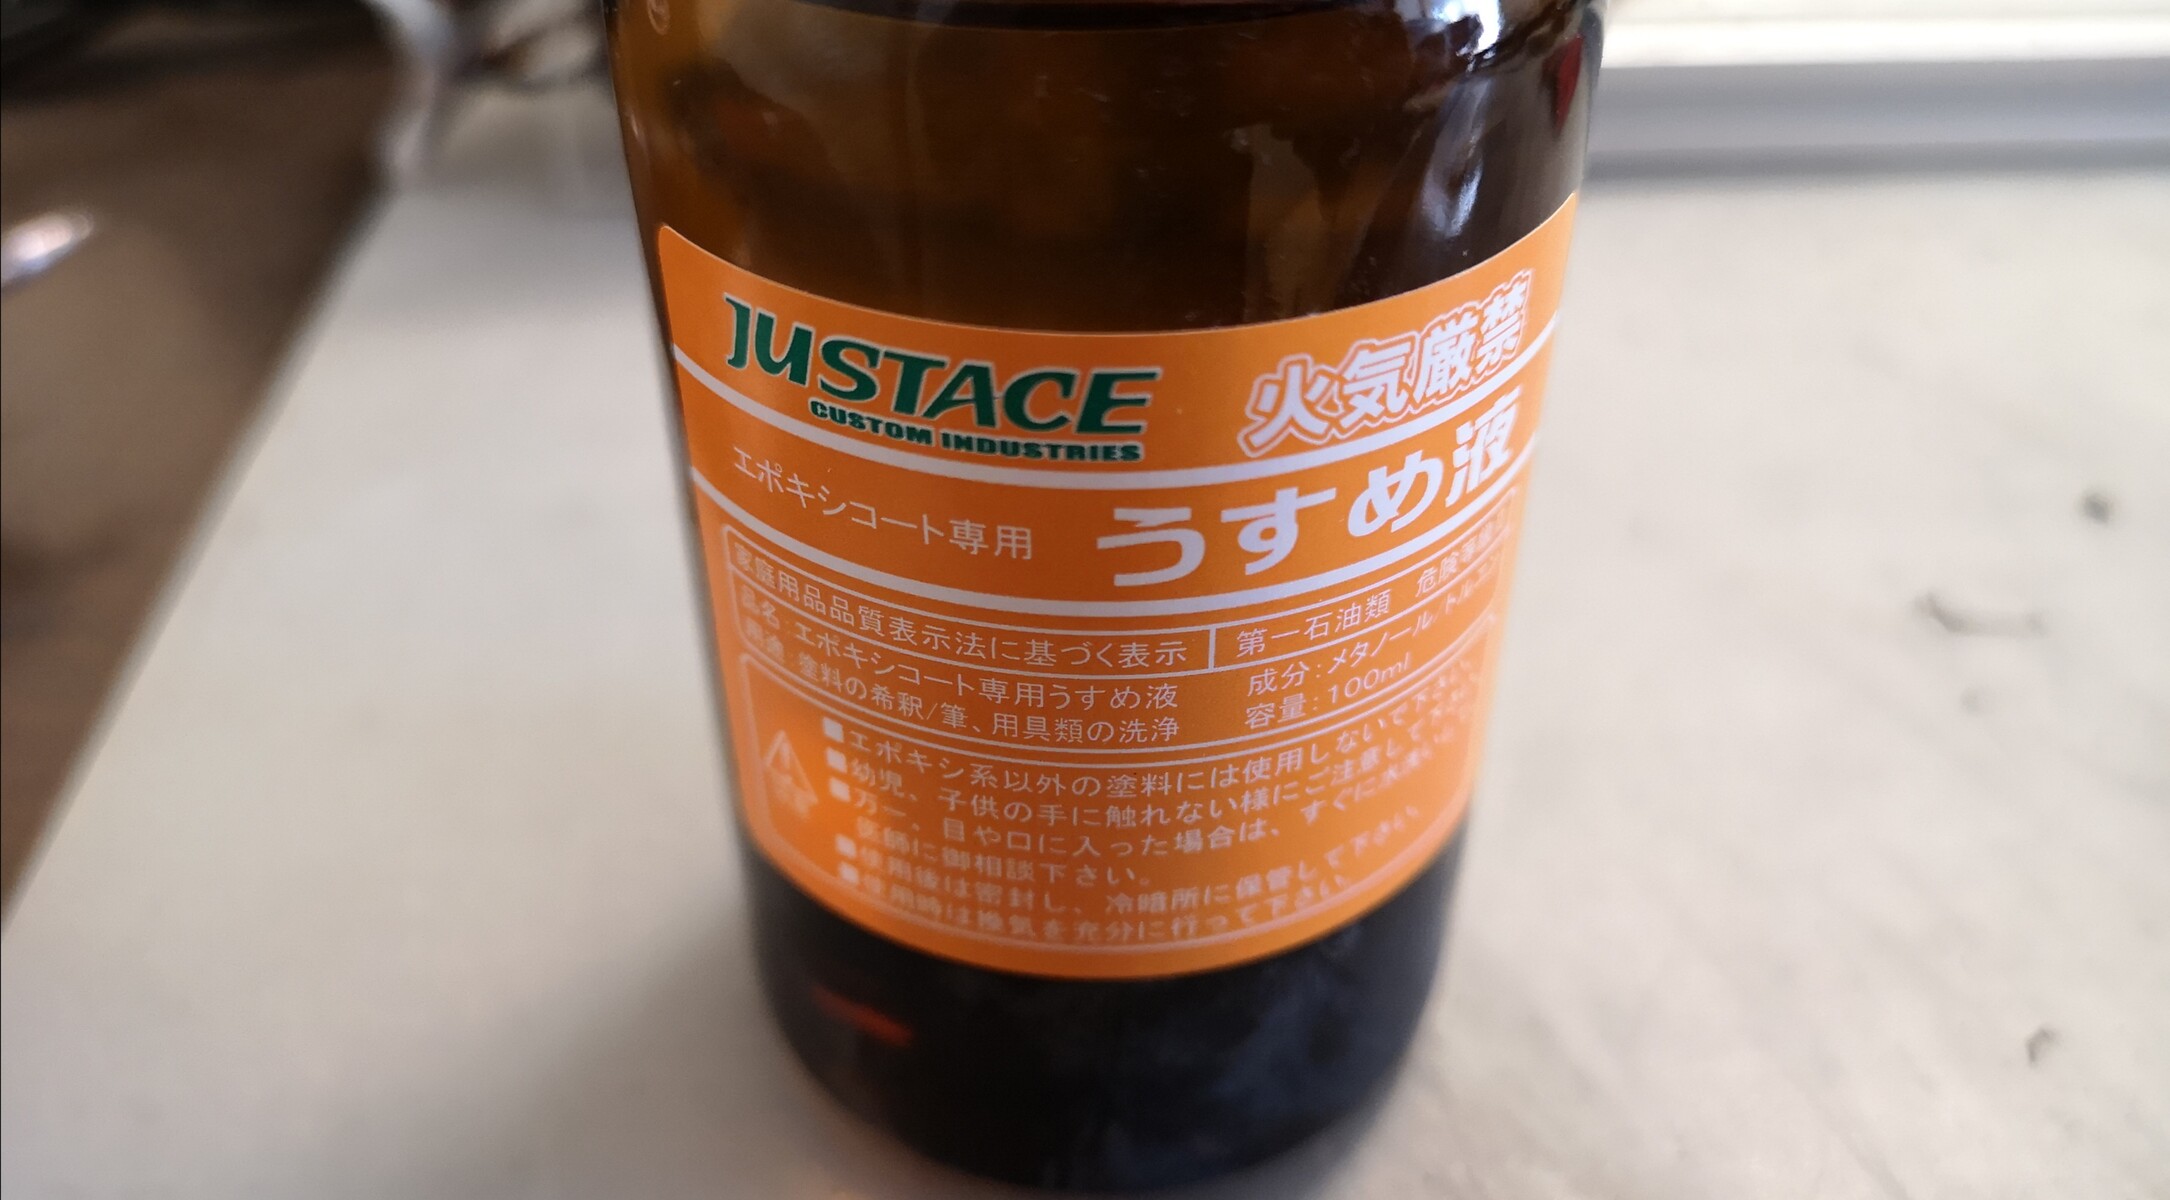 JUSTACE
CUSTOM INDUSTRIES
火気厳禁
エポキシコート専用 うすめ液
家庭用品品質表示法に基づく表示
第一石油類 危険等級
品名：エポキシコート専用うすめ液
成分：メタノール/トルエン
用途：塗料の希釈/筆、用具類の洗浄
容量：100ml
■エポキシ系以外の塗料には使用しないで下さい。
■幼児、子供の手に触れない様にご注意して下さい。
■万一、目や口に入った場合は、すぐに水洗いし
医師に御相談下さい。
■使用後は密封し、冷暗所に保管して下さい。
■使用時は換気を充分に行って下さい。